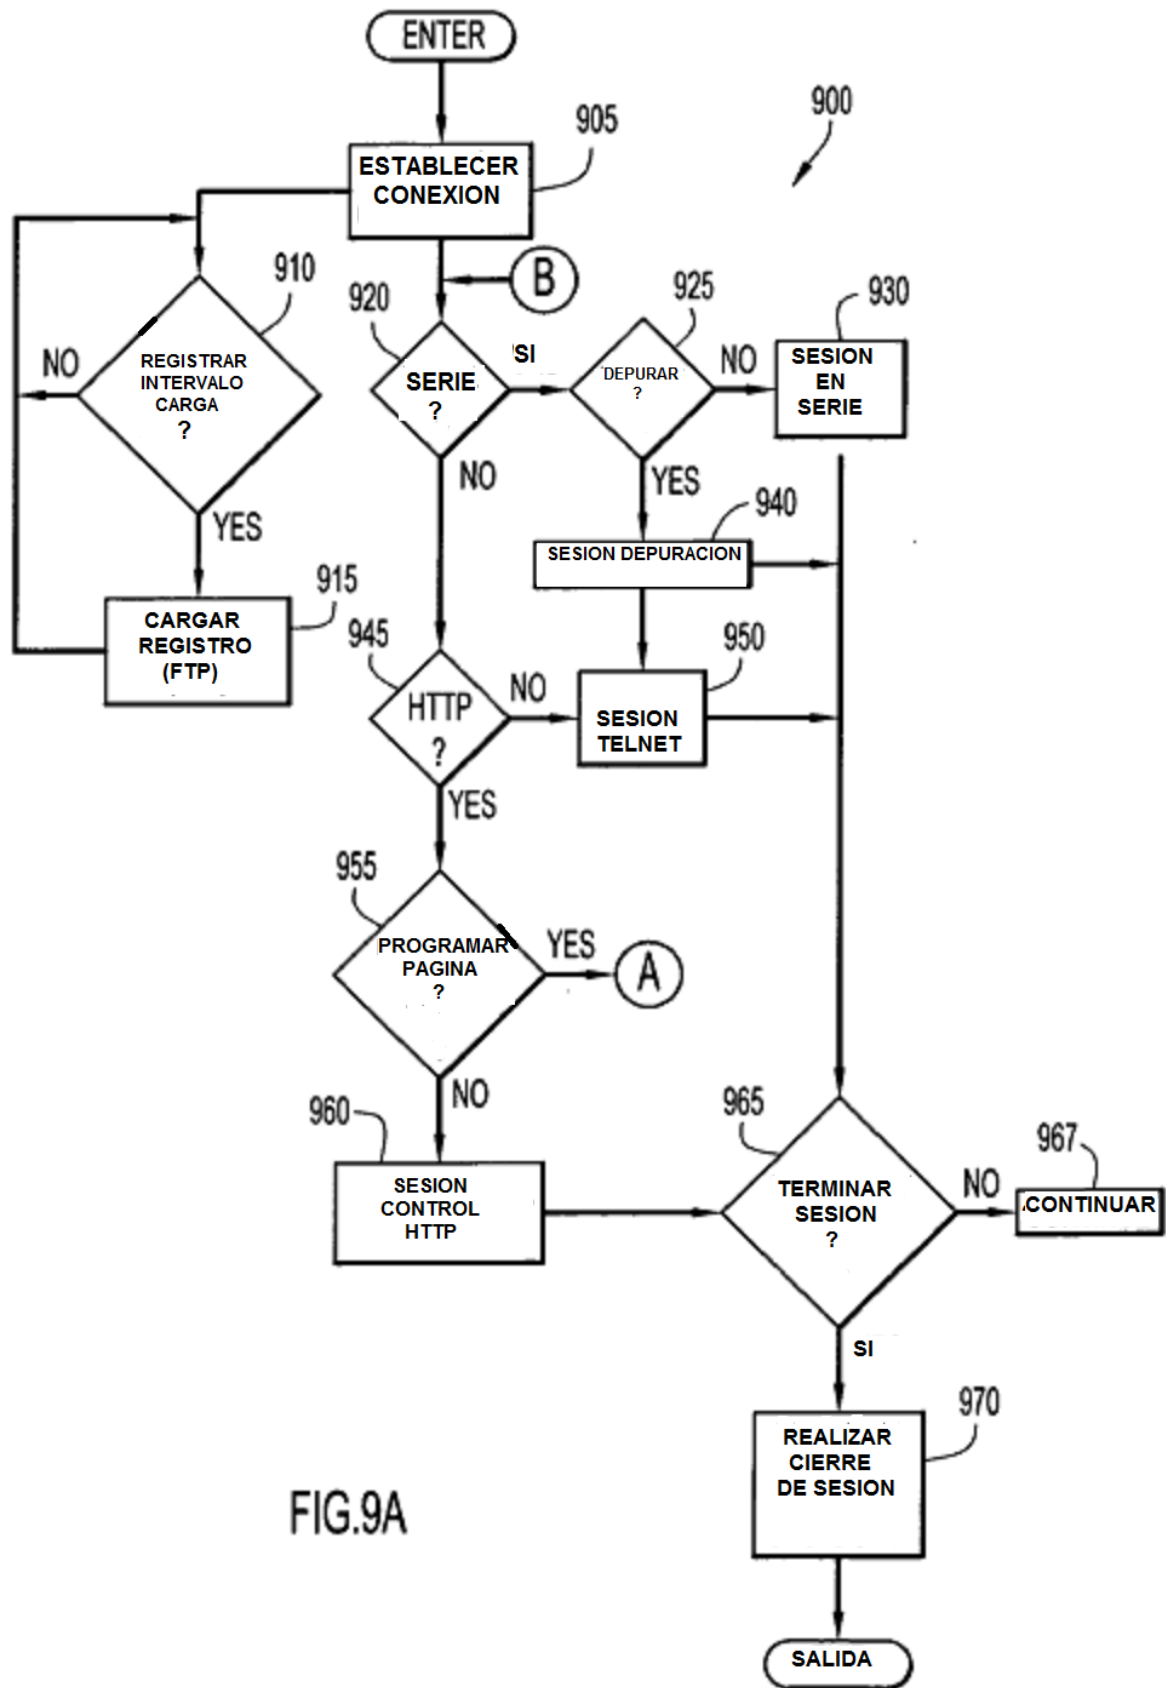 ENTER
900
905
ESTABLECER
CONEXION
B
910
920
925
930
REGISTRAR
INTERVALO
CARGA
?
NO
YES
SERIE
?
SI
NO
DEPURAR
?
NO
YES
SESION
EN
SERIE
940
SESION DEPURACION
915
CARGAR
REGISTRO
(FTP)
945
HTTP
?
NO
YES
950
SESION
TELNET
955
PROGRAMAR
PAGINA
?
YES
A
NO
960
SESION
CONTROL
HTTP
965
TERMINAR
SESION
?
NO
967
CONTINUAR
SI
970
REALIZAR
CIERRE
DE SESION
FIG.9A
SALIDA